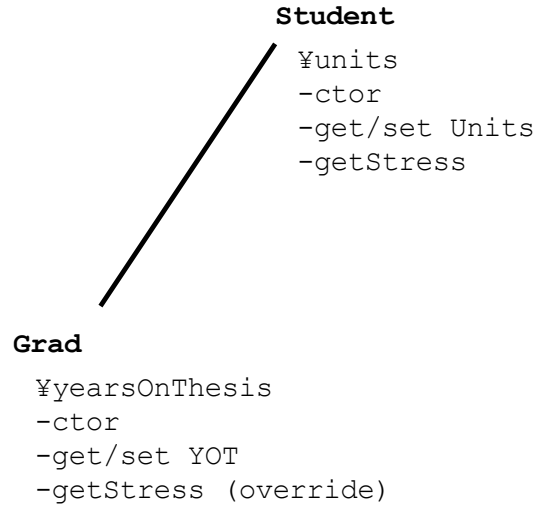 Student
¥units
-ctor
-get/set Units
-getStress
Grad
¥yearsOnThesis
-ctor
-get/set YOT
-getStress (override)